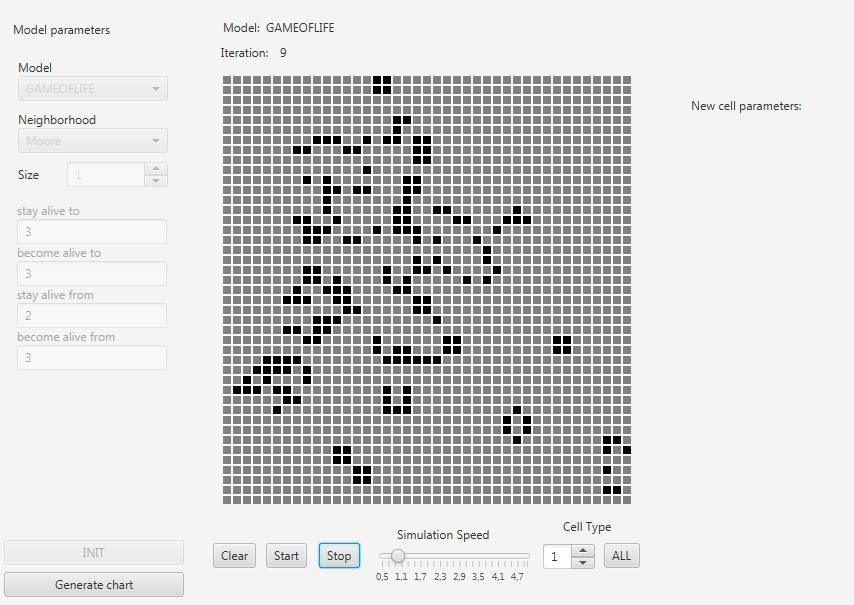 Model parameters
Model: GAMEOFLIFE
Iteration: 9
Model
GAMEOFLIFE
New cell parameters:
Neighborhood
Moore
Size 1
stay alive to
3
become alive to
3
stay alive from
2
become alive from
3
INIT
Generate chart
Clear Start Stop
Simulation Speed
0,5 1,1 1,7 2,3 2,9 3,5 4,1 4,7
Cell Type
1 ALL